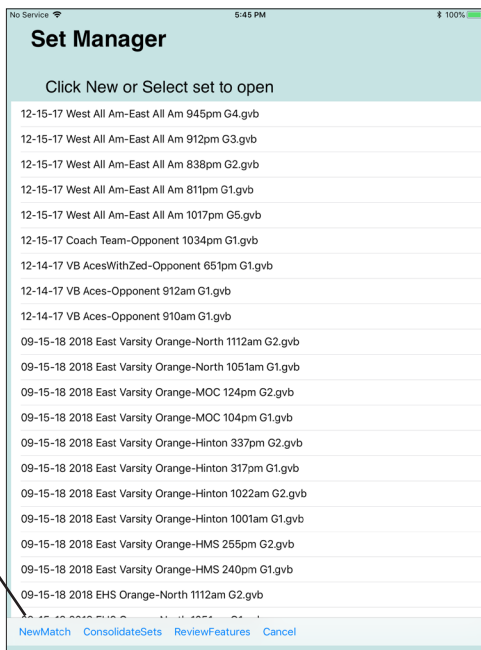 No Service 5:45 PM 100%
Set Manager
Click New or Select set to open
12-15-17 West All Am-East All Am 945pm G4.gvb
12-15-17 West All Am-East All Am 912pm G3.gvb
12-15-17 West All Am-East All Am 838pm G2.gvb
12-15-17 West All Am-East All Am 811pm G1.gvb
12-15-17 West All Am-East All Am 1017pm G5.gvb
12-15-17 Coach Team-Opponent 1034pm G1.gvb
12-14-17 VB AcesWithZed-Opponent 651pm G1.gvb
12-14-17 VB Aces-Opponent 912am G1.gvb
12-14-17 VB Aces-Opponent 910am G1.gvb
09-15-18 2018 East Varsity Orange-North 1112am G2.gvb
09-15-18 2018 East Varsity Orange-North 1051am G1.gvb
09-15-18 2018 East Varsity Orange-MOC 124pm G2.gvb
09-15-18 2018 East Varsity Orange-MOC 104pm G1.gvb
09-15-18 2018 East Varsity Orange-Hinton 337pm G2.gvb
09-15-18 2018 East Varsity Orange-Hinton 317pm G1.gvb
09-15-18 2018 East Varsity Orange-Hinton 1022am G2.gvb
09-15-18 2018 East Varsity Orange-Hinton 1001am G1.gvb
09-15-18 2018 East Varsity Orange-HMS 255pm G2.gvb
09-15-18 2018 East Varsity Orange-HMS 240pm G1.gvb
09-15-18 2018 EHS Orange-North 1112am G2.gvb
NewMatch ConsolidateSets ReviewFeatures Cancel